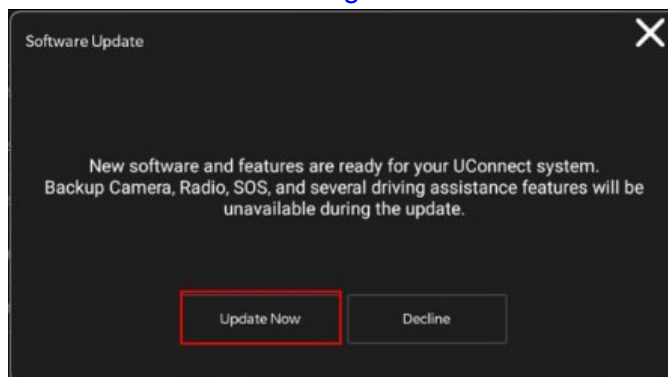 Software Update
New software and features are ready for your UConnect system.
Backup Camera, Radio, SOS, and several driving assistance features will be
unavailable during the update.
Update Now
Decline